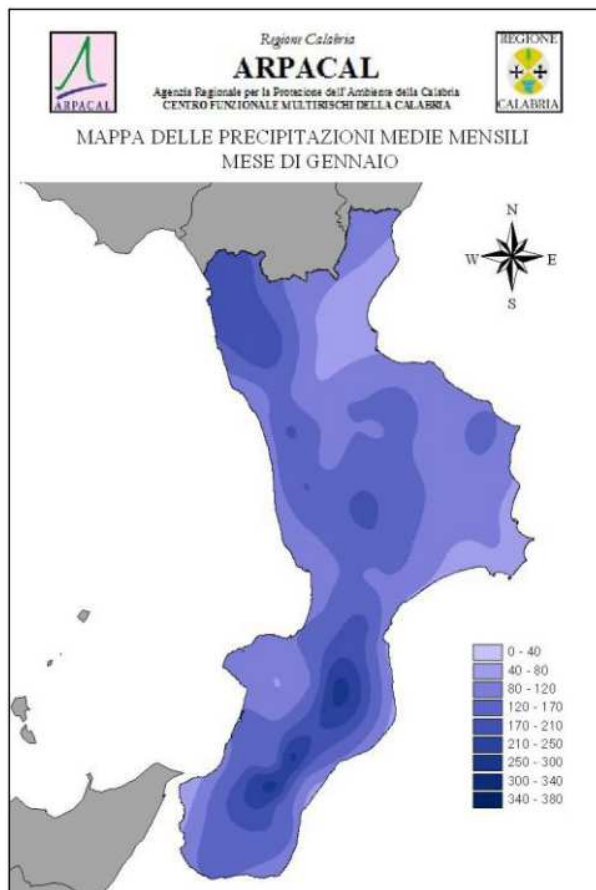 Regione Calabria
ARPACAL
Agenzia Regionale per la Protezione dell'Ambiente della Calabria
CENTRO FUNZIONALE MULTIRISCHI DELLA CALABRIA
ARPACAL
REGIONE
CALABRIA
MAPPA DELLE PRECIPITAZIONI MEDIE MENSILI
MESE DI GENNAIO
N
W E
S
0 - 40
40 - 80
80 - 120
120 - 170
170 - 210
210 - 250
250 - 300
300 - 340
340 - 380